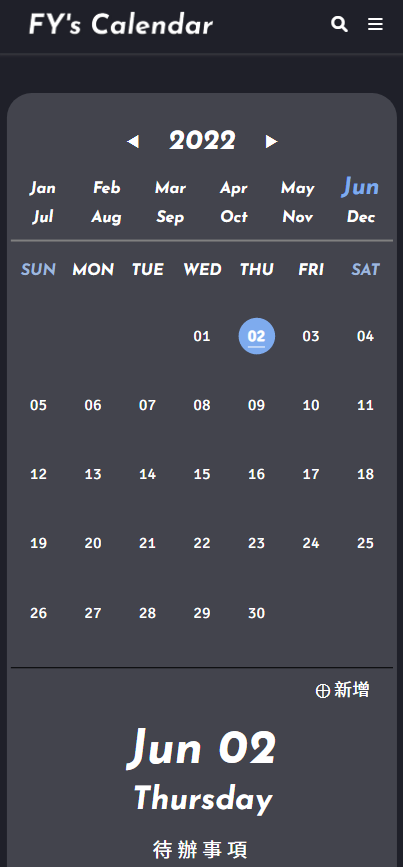 FY's Calendar
2022
Jan Feb Mar Apr May Jun
Jul Aug Sep Oct Nov Dec
SUN MON TUE WED THU FRI SAT
01 02 03 04
05 06 07 08 09 10 11
12 13 14 15 16 17 18
19 20 21 22 23 24 25
26 27 28 29 30
新增
Jun 02
Thursday
待辦事項